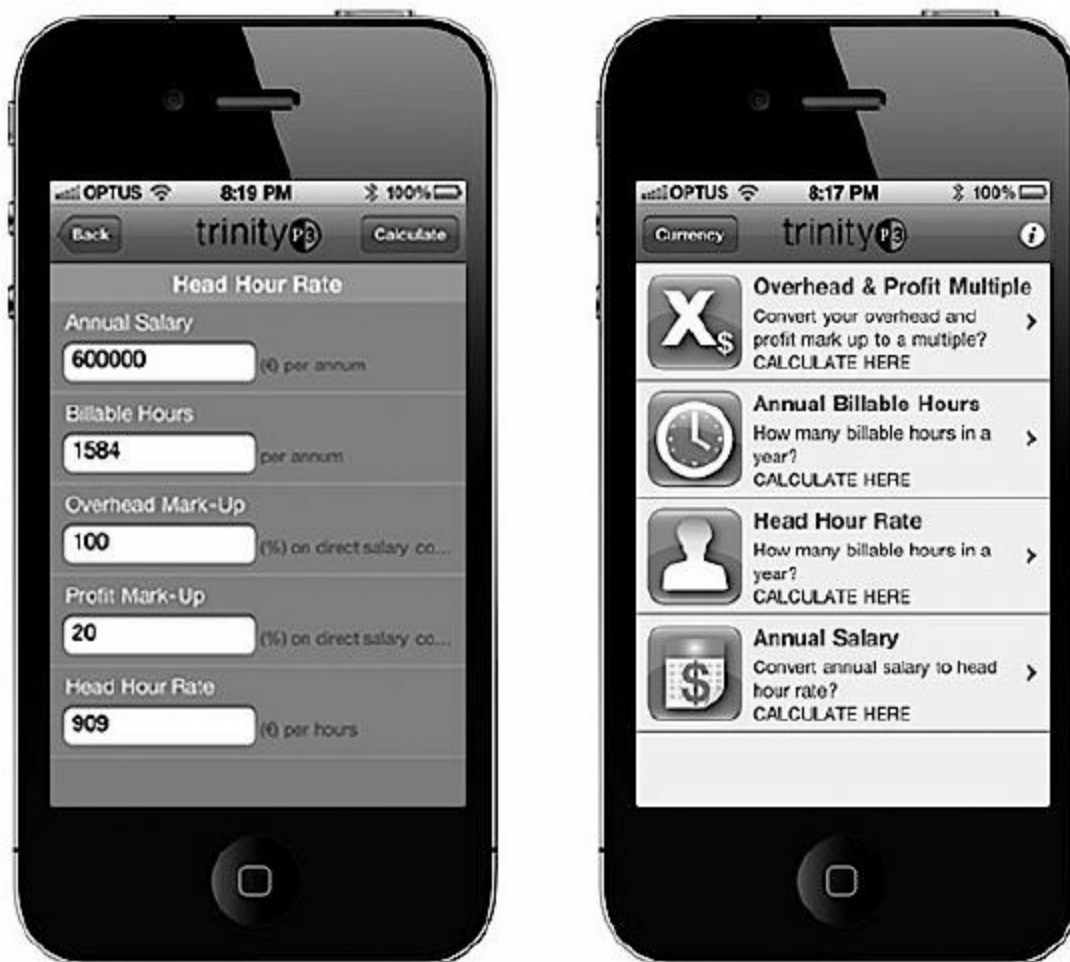 OPTUS 8:19 PM 100%
Back trinity P3 Calculate
Head Hour Rate
Annual Salary
600000 (€) per annum
Billable Hours
1584 per annum
Overhead Mark-Up
100 (%) on direct salary co...
Profit Mark-Up
20 (%) on direct salary co...
Head Hour Rate
909 (€) per hours
OPTUS 8:17 PM 100%
Currency trinity P3 i
Overhead & Profit Multiple
Convert your overhead and
profit mark up to a multiple?
CALCULATE HERE
Annual Billable Hours
How many billable hours in a
year?
CALCULATE HERE
Head Hour Rate
How many billable hours in a
year?
CALCULATE HERE
Annual Salary
Convert annual salary to head
hour rate?
CALCULATE HERE
X$
$